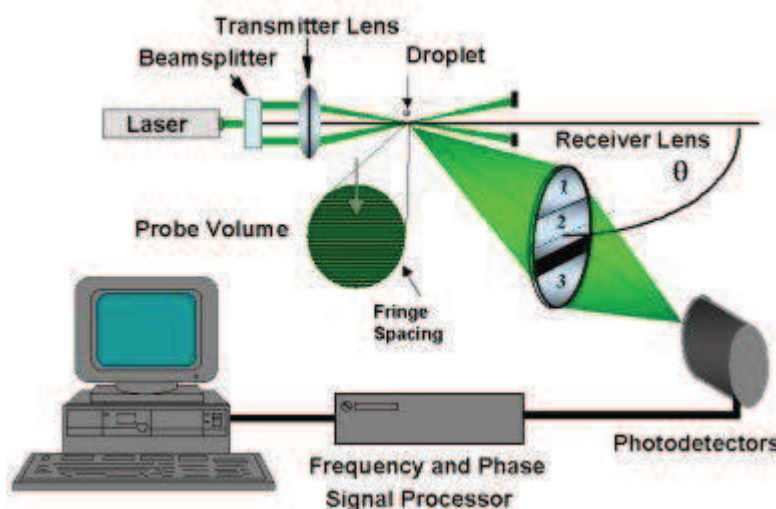 Transmitter Lens
Beamsplitter
Droplet
Laser
Receiver Lens
θ
1
2
3
Probe Volume
Fringe
Spacing
Photodetectors
Frequency and Phase
Signal Processor